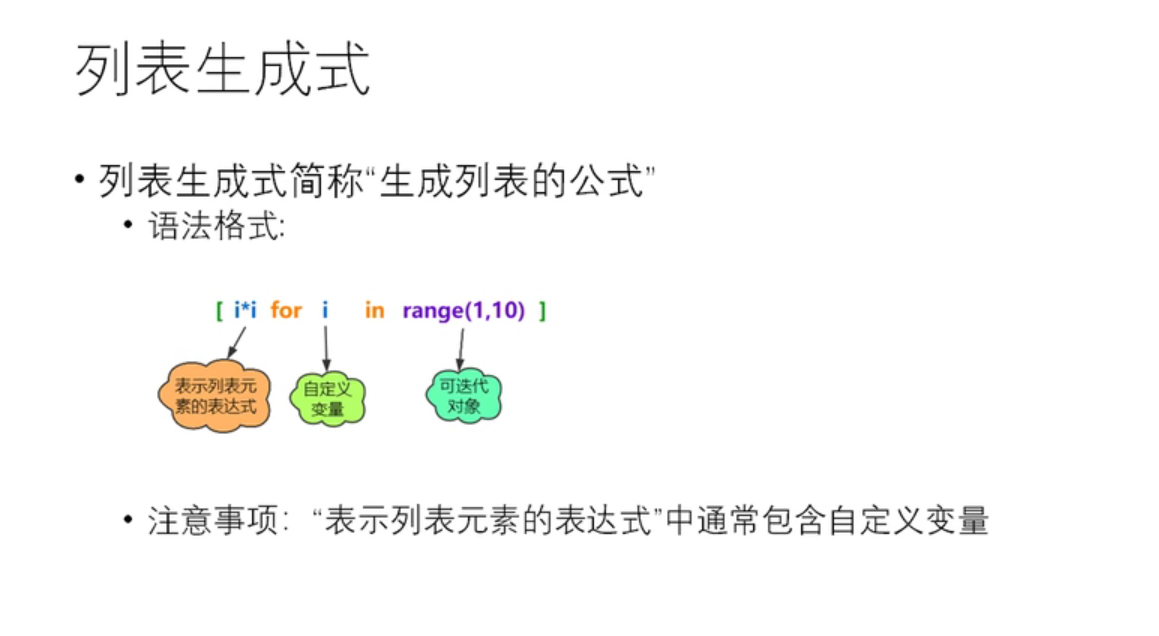 列表生成式
• 列表生成式简称“生成列表的公式”
• 语法格式:
[ i*i for i in range(1,10) ]
表示列表元
素的表达式
自定义
变量
可迭代
对象
• 注意事项：“表示列表元素的表达式”中通常包含自定义变量